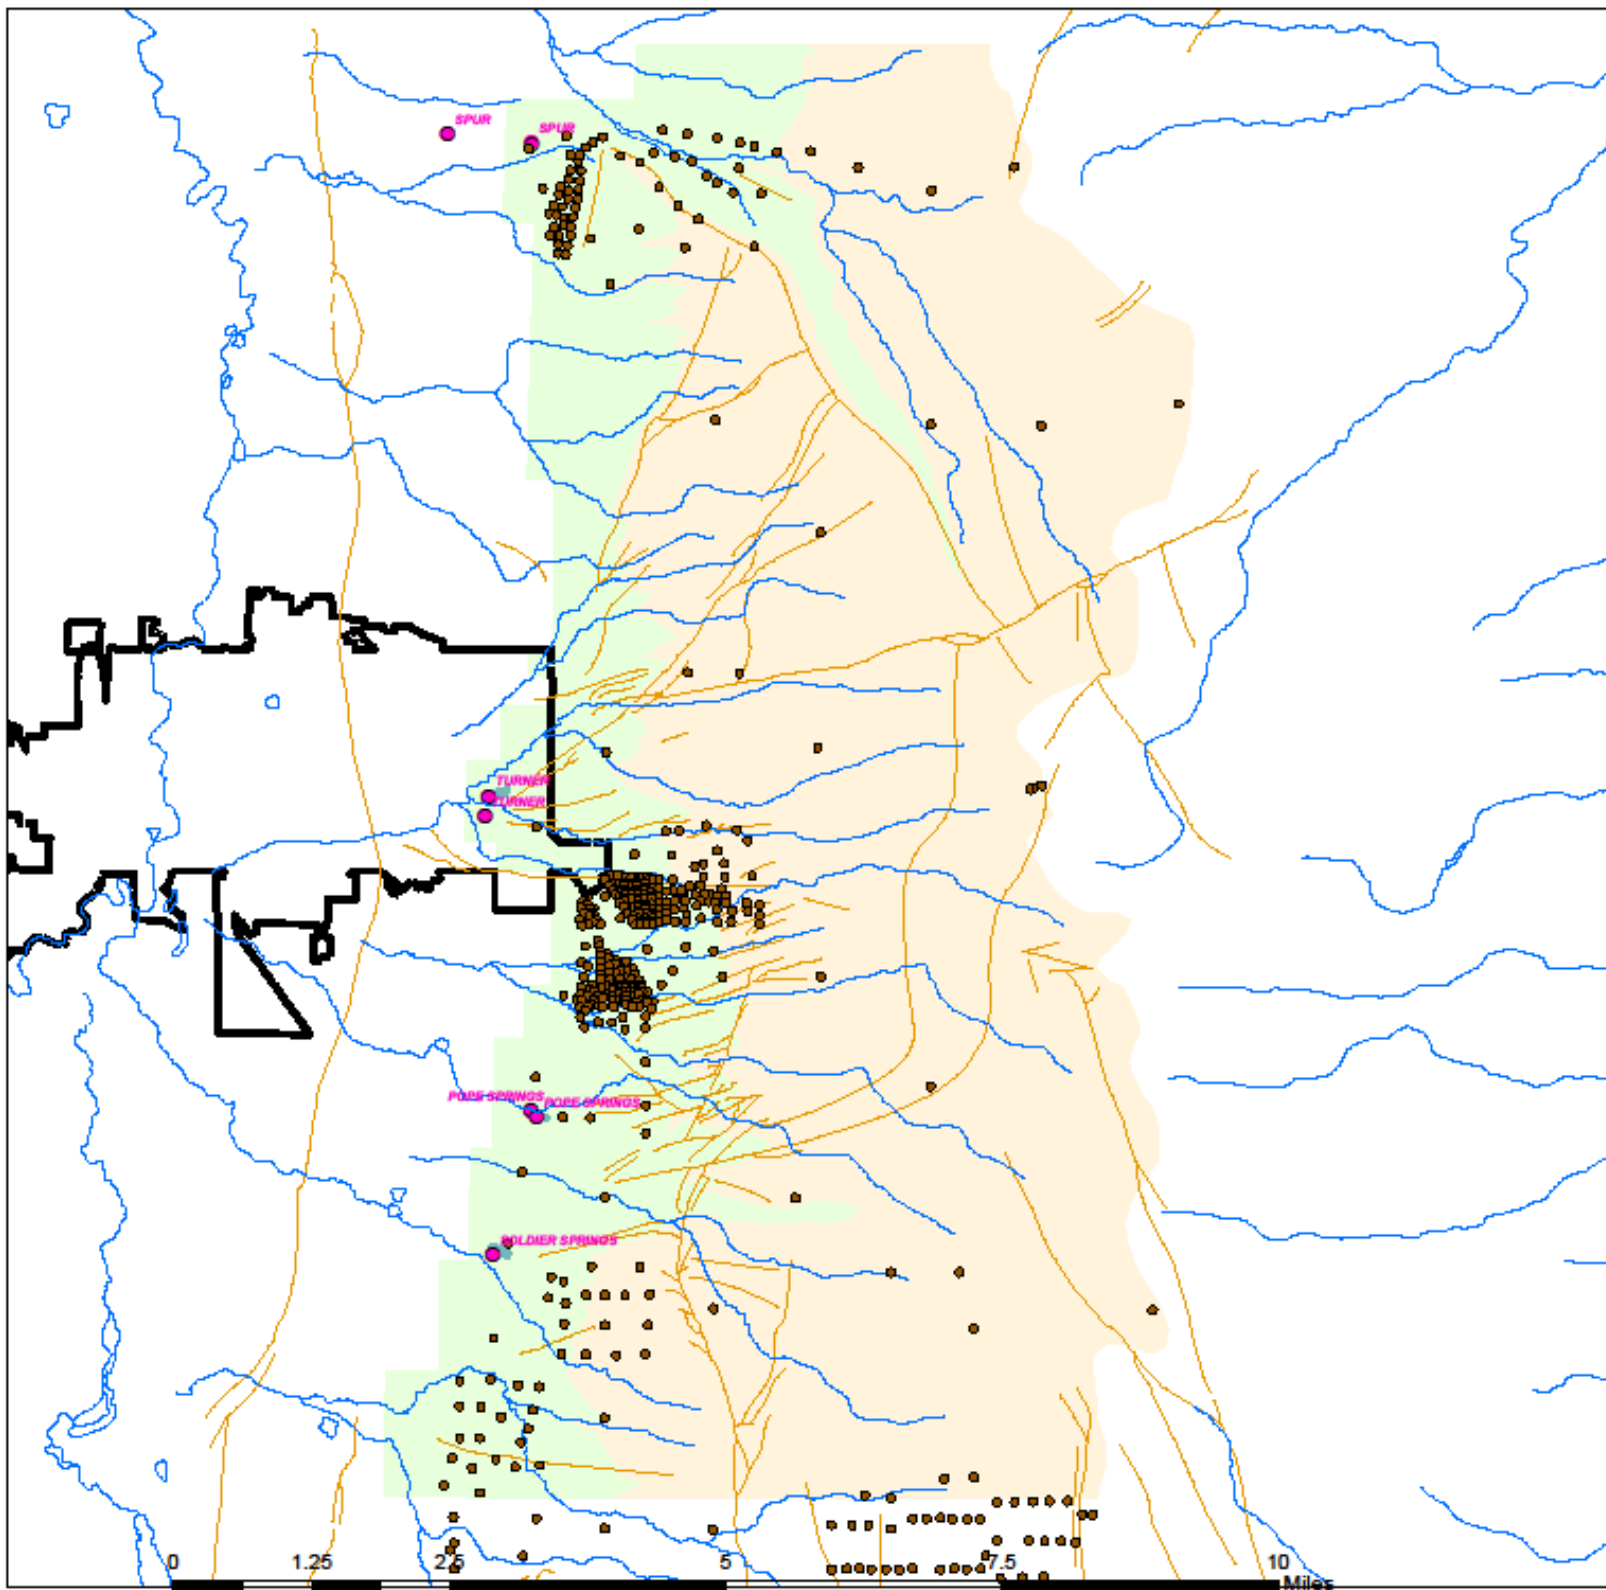 SPUR
SPUR
TURNER
TURNER
POPE SPRINGS
POPE SPRINGS
SOLDIER SPRINGS
0 1.25 2.5 5 7.5 10
Miles